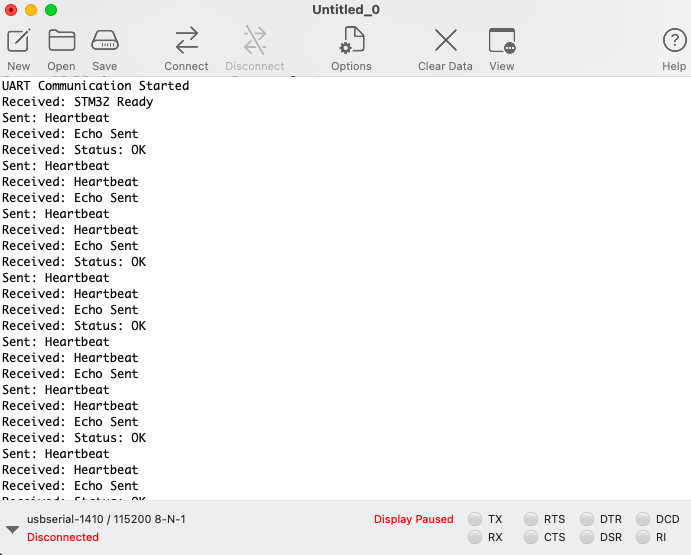 Untitled_0
New Open Save Connect Disconnect Options Clear Data View Help
UART Communication Started
Received: STM32 Ready
Sent: Heartbeat
Received: Echo Sent
Received: Status: OK
Sent: Heartbeat
Received: Heartbeat
Received: Echo Sent
Sent: Heartbeat
Received: Heartbeat
Received: Echo Sent
Received: Status: OK
Sent: Heartbeat
Received: Heartbeat
Received: Echo Sent
Received: Status: OK
Sent: Heartbeat
Received: Heartbeat
Received: Echo Sent
Sent: Heartbeat
Received: Heartbeat
Received: Echo Sent
Received: Status: OK
Sent: Heartbeat
Received: Heartbeat
Received: Echo Sent
Received: Status: OK
usbserial-1410 / 115200 8-N-1 Display Paused TX RTS DTR DCD
Disconnected RX CTS DSR RI